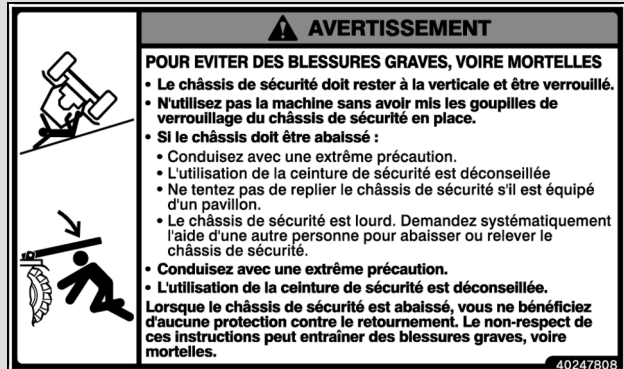 AVERTISSEMENT
POUR EVITER DES BLESSURES GRAVES, VOIRE MORTELLES
• Le châssis de sécurité doit rester à la verticale et être verrouillé.
• N'utilisez pas la machine sans avoir mis les goupilles de
verrouillage du châssis de sécurité en place.
• Si le châssis doit être abaissé :
• Conduisez avec une extrême précaution.
• L'utilisation de la ceinture de sécurité est déconseillée
• Ne tentez pas de replier le châssis de sécurité s'il est équipé
d'un pavillon.
• Le châssis de sécurité est lourd. Demandez systématiquement
l'aide d'une autre personne pour abaisser ou relever le
châssis de sécurité.
• Conduisez avec une extrême précaution.
• L'utilisation de la ceinture de sécurité est déconseillée.
Lorsque le châssis de sécurité est abaissé, vous ne bénéficiez
d'aucune protection contre le retournement. Le non-respect de
ces instructions peut entraîner des blessures graves, voire
mortelles.
40247808